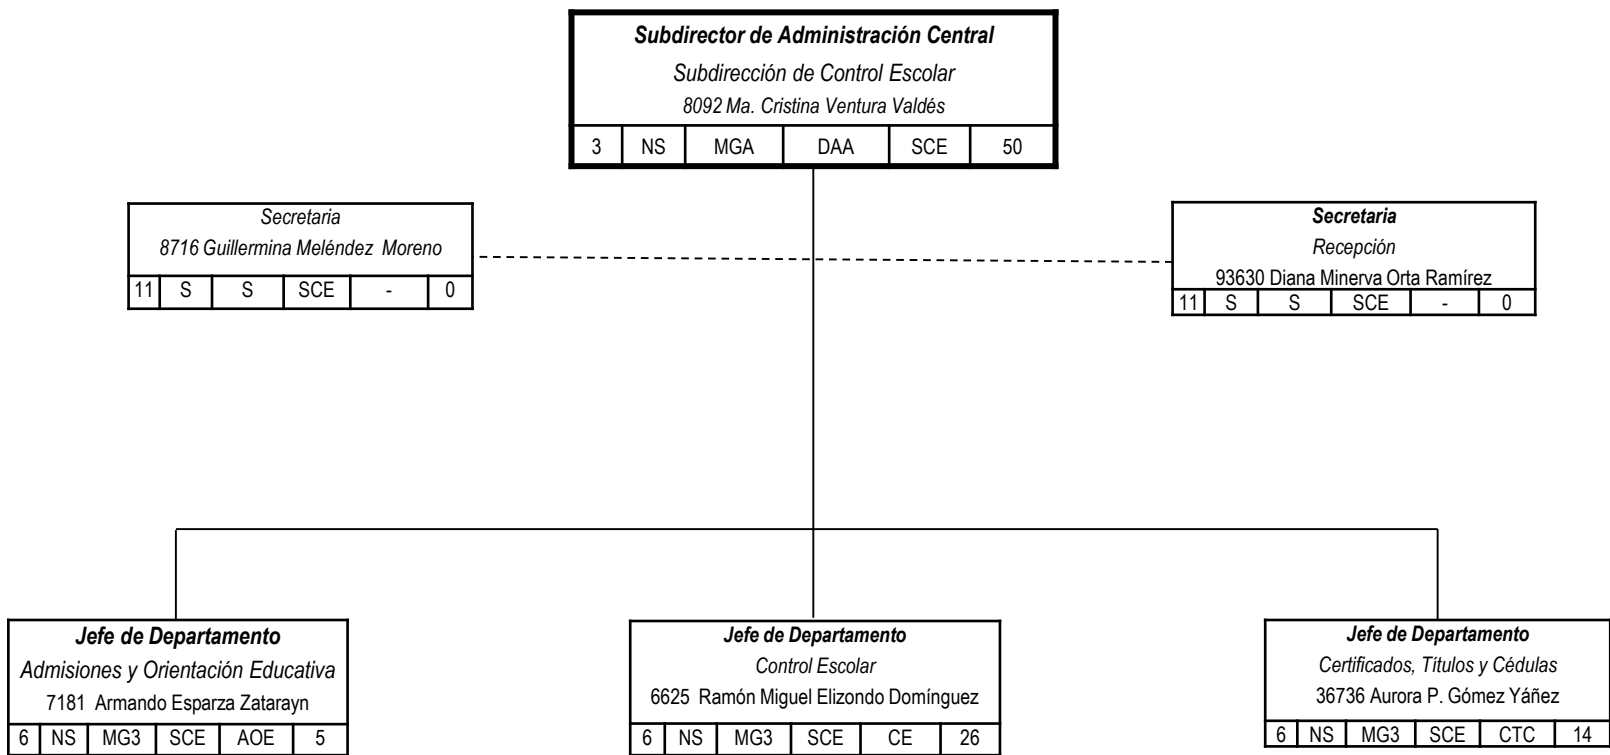 Subdirector de Administración Central
Subdirección de Control Escolar
8092 Ma. Cristina Ventura Valdés
3 NS MGA DAA SCE 50
Secretaria
8716 Guillermina Meléndez Moreno
11 S S SCE - 0
Secretaria
Recepción
93630 Diana Minerva Orta Ramírez
11 S S SCE - 0
Jefe de Departamento
Admisiones y Orientación Educativa
7181 Armando Esparza Zatarayn
6 NS MG3 SCE AOE 5
Jefe de Departamento
Control Escolar
6625 Ramón Miguel Elizondo Domínguez
6 NS MG3 SCE CE 26
Jefe de Departamento
Certificados, Títulos y Cédulas
36736 Aurora P. Gómez Yáñez
6 NS MG3 SCE CTC 14